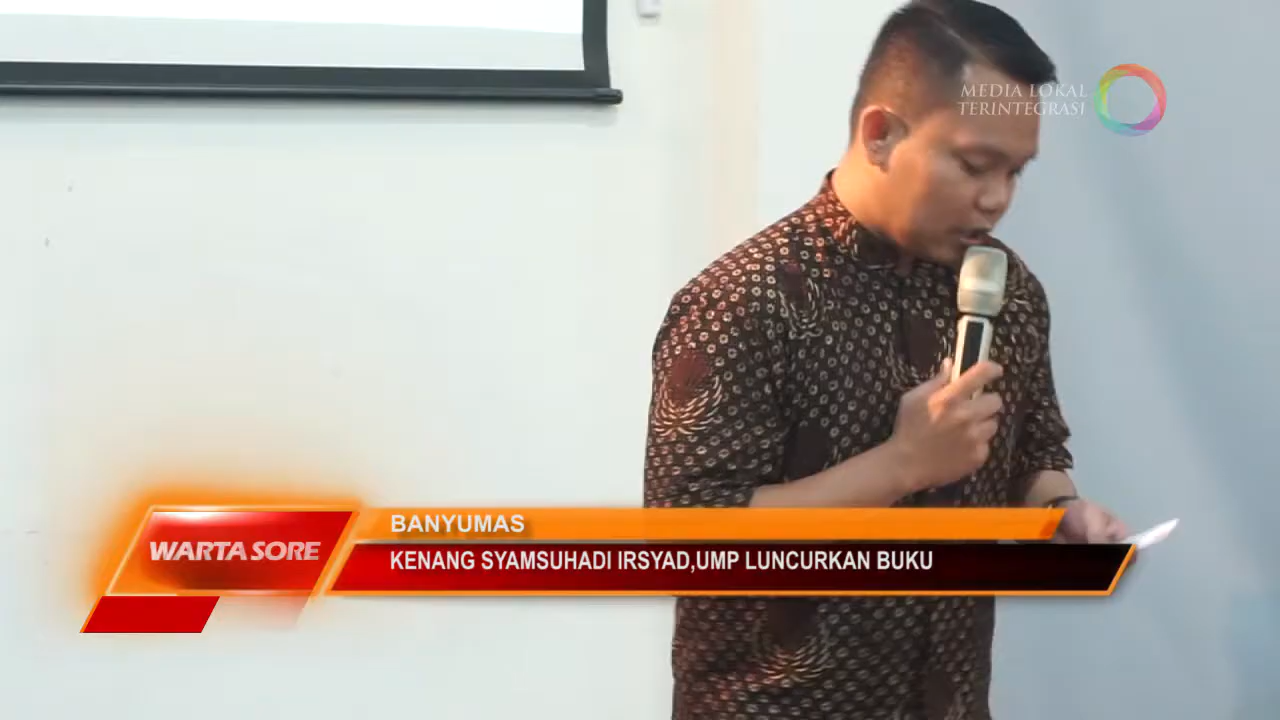 MEDIA LOKAL
TERINTEGRASI
BANYUMAS
WARTA SORE
KENANG SYAMSUHADI IRSYAD,UMP LUNCURKAN BUKU